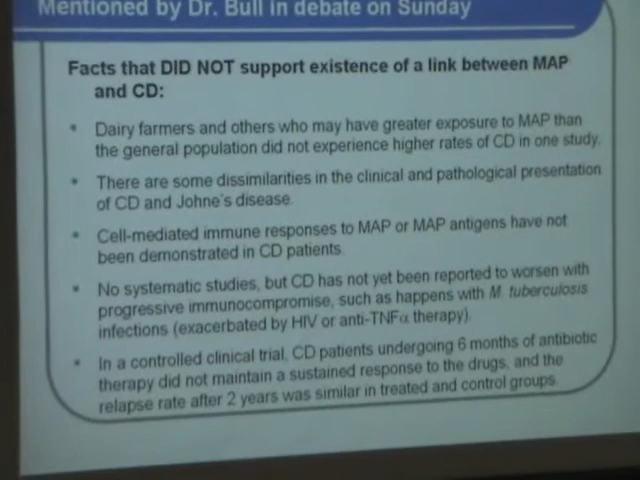 Mentioned by Dr. Bull in debate on Sunday
Facts that DID NOT support existence of a link between MAP
and CD:
• Dairy farmers and others who may have greater exposure to MAP than
the general population did not experience higher rates of CD in one study.
• There are some dissimilarities in the clinical and pathological presentation
of CD and Johne's disease.
• Cell-mediated immune responses to MAP or MAP antigens have not
been demonstrated in CD patients.
• No systematic studies, but CD has not yet been reported to worsen with
progressive immunocompromise, such as happens with M. tuberculosis
infections (exacerbated by HIV or anti-TNFα therapy).
• In a controlled clinical trial, CD patients undergoing 6 months of antibiotic
therapy did not maintain a sustained response to the drugs, and the
relapse rate after 2 years was similar in treated and control groups.